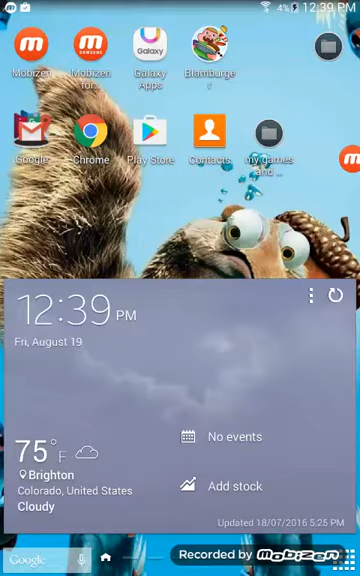 4% 12:39 PM
Mobizen
Mobizen for...
Galaxy Apps
Blamburger
SAMSUNG
Galaxy
Google
Chrome
Play Store
Contacts
my games and ...
12:39 PM
Fri, August 19
75°F
Brighton
Colorado, United States
Cloudy
No events
Add stock
Updated 18/07/2016 5:25 PM
Google
Recorded by Mobizen